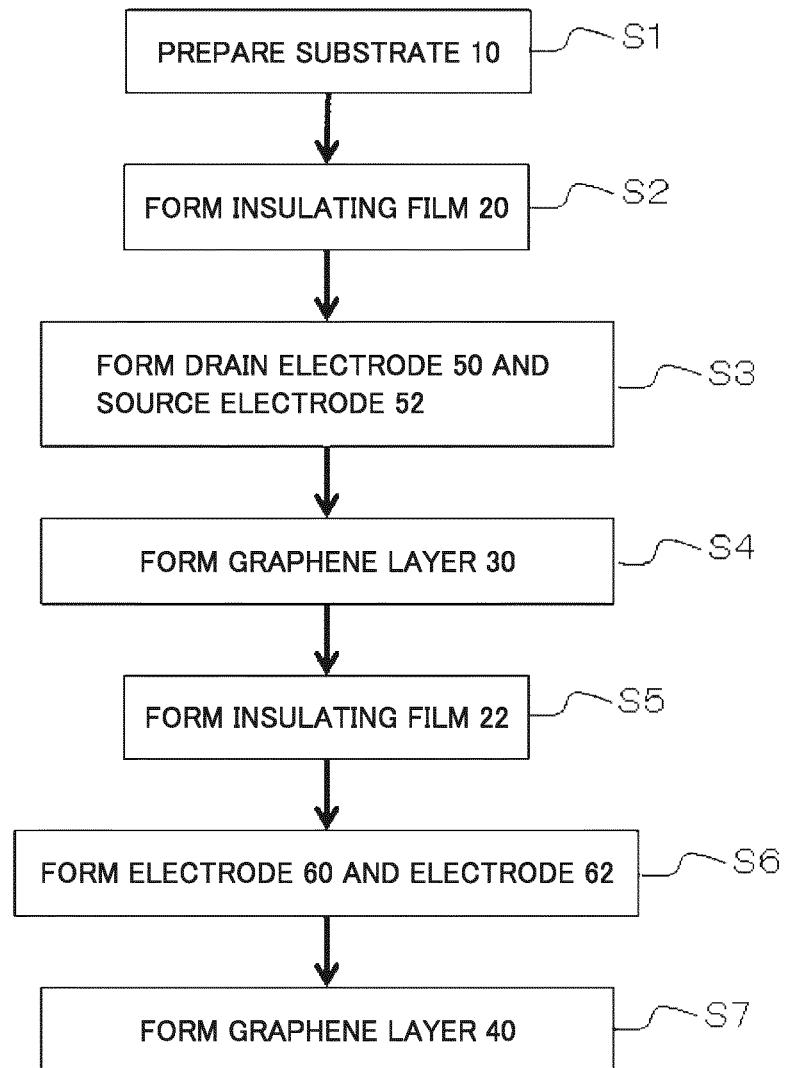 PREPARE SUBSTRATE 10
S1
FORM INSULATING FILM 20
S2
FORM DRAIN ELECTRODE 50 AND
SOURCE ELECTRODE 52
S3
FORM GRAPHENE LAYER 30
S4
FORM INSULATING FILM 22
S5
FORM ELECTRODE 60 AND ELECTRODE 62
S6
FORM GRAPHENE LAYER 40
S7